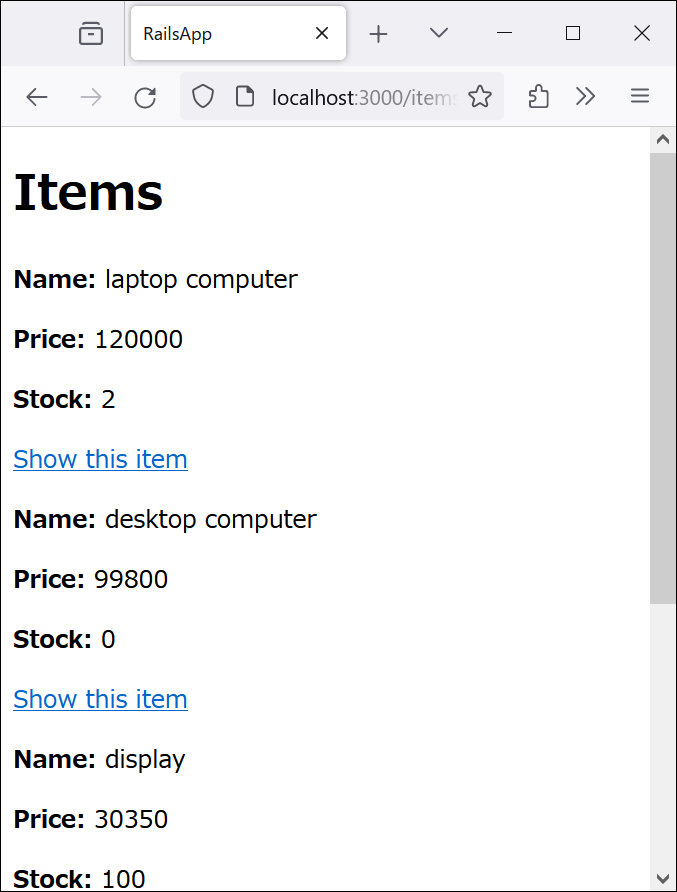 RailsApp
localhost:3000/items
Items
Name: laptop computer
Price: 120000
Stock: 2
Show this item
Name: desktop computer
Price: 99800
Stock: 0
Show this item
Name: display
Price: 30350
Stock: 100